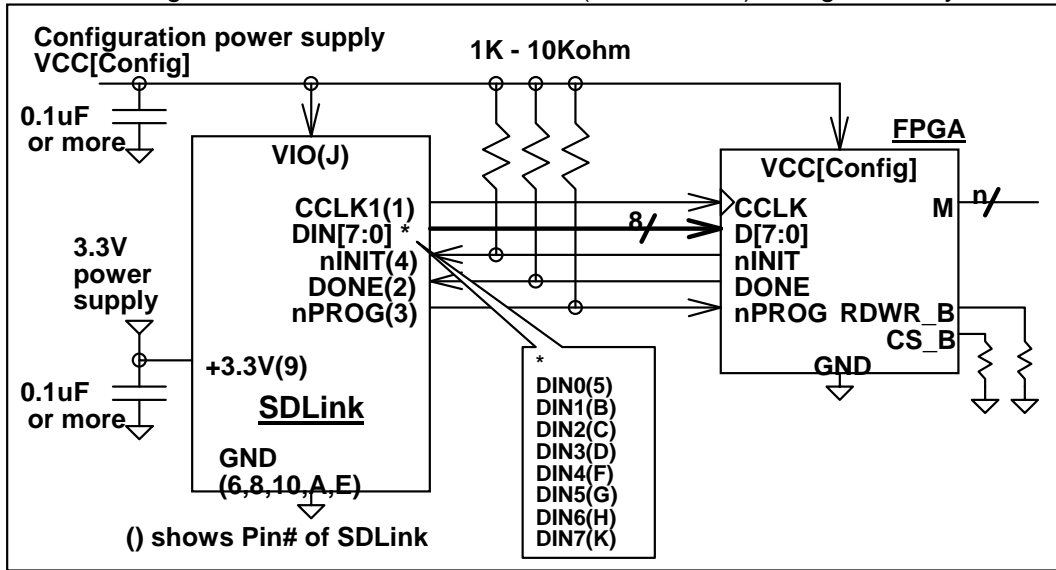 Configuration power supply
VCC[Config]
1K - 10Kohm
0.1uF
or more
VIO(J)
CCLK1(1)
DIN[7:0] *
nINIT(4)
DONE(2)
nPROG(3)
3.3V
power
supply
+3.3V(9)
0.1uF
or more
SDLink
GND
(6,8,10,A,E)
() shows Pin# of SDLink
8
*
DIN0(5)
DIN1(B)
DIN2(C)
DIN3(D)
DIN4(F)
DIN5(G)
DIN6(H)
DIN7(K)
FPGA
VCC[Config]
CCLK
M
n
D[7:0]
nINIT
DONE
nPROG RDWR_B
CS_B
GND